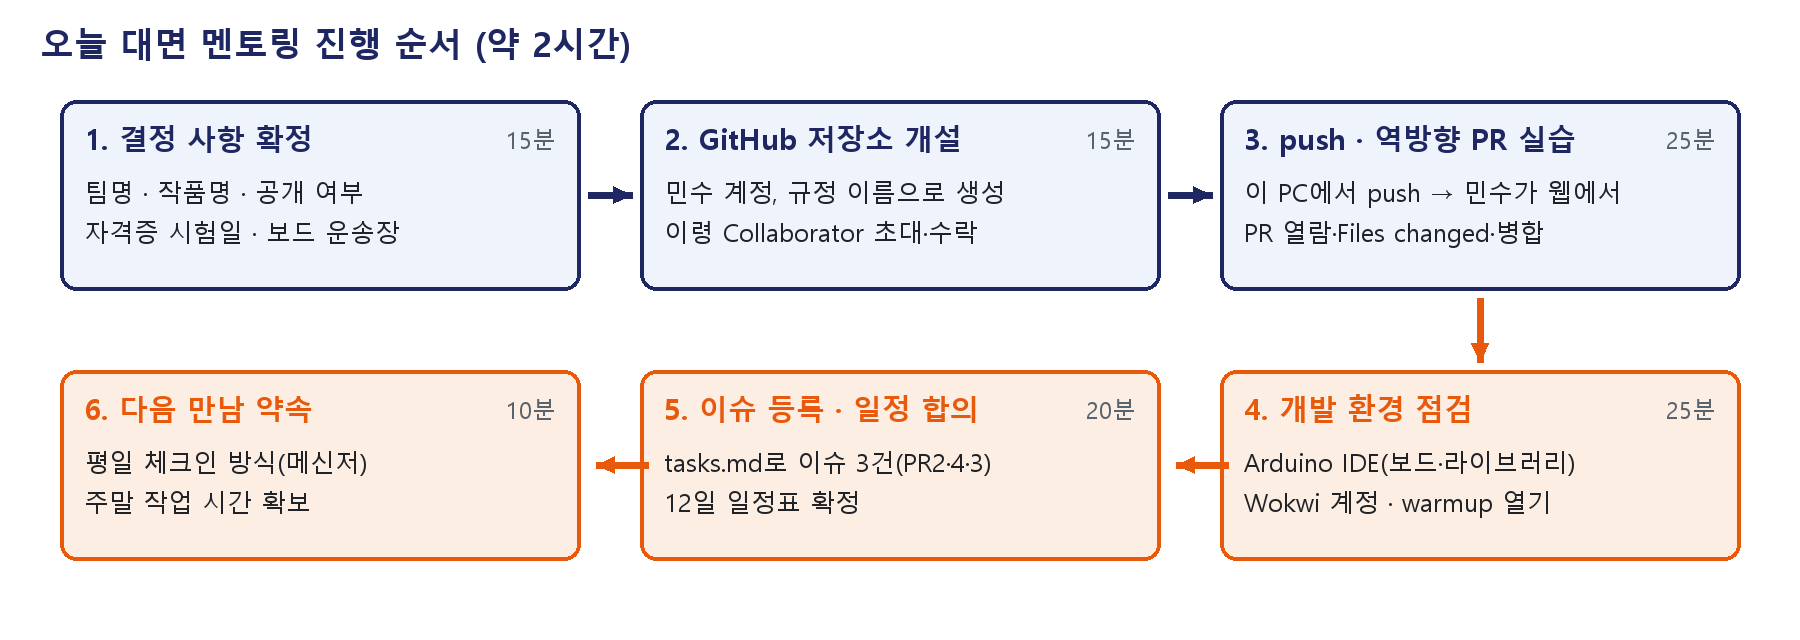 오늘 대면 멘토링 진행 순서 (약 2시간)
1. 결정 사항 확정 15분
팀명 · 작품명 · 공개 여부
자격증 시험일 · 보드 운송장
2. GitHub 저장소 개설 15분
민수 계정, 규정 이름으로 생성
이령 Collaborator 초대·수락
3. push · 역방향 PR 실습 25분
이 PC에서 push → 민수가 웹에서
PR 열람·Files changed·병합
4. 개발 환경 점검 25분
Arduino IDE(보드·라이브러리)
Wokwi 계정 · warmup 열기
5. 이슈 등록 · 일정 합의 20분
tasks.md로 이슈 3건(PR2·4·3)
12일 일정표 확정
6. 다음 만남 약속 10분
평일 체크인 방식(메신저)
주말 작업 시간 확보